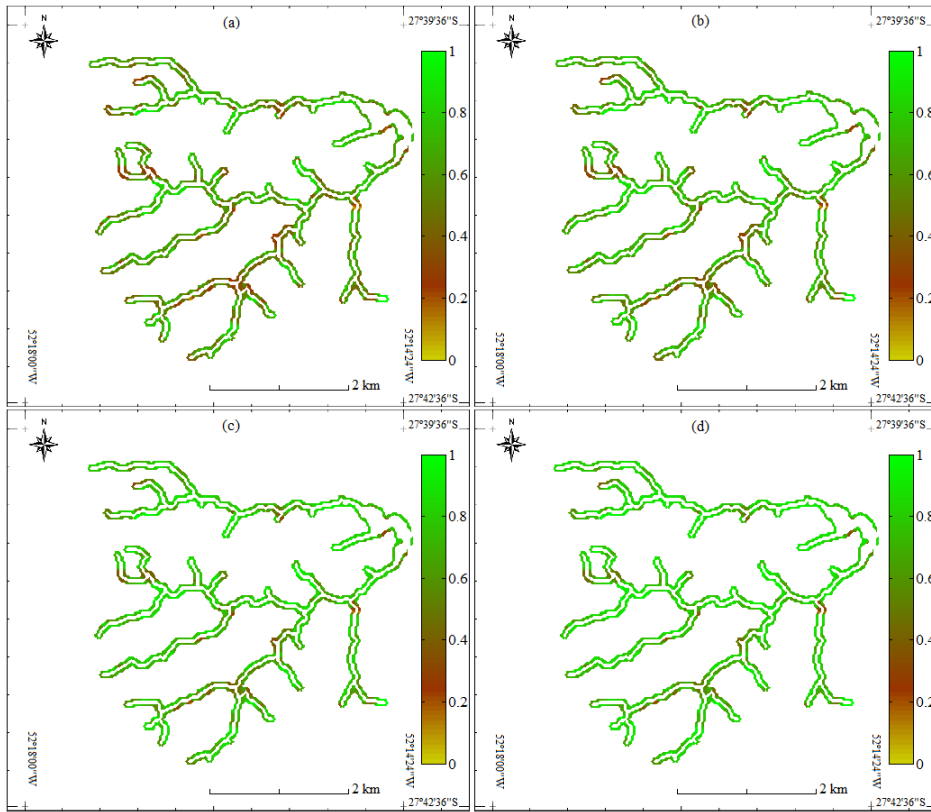 (a)
N
27°39'36"S
1
0.8
0.6
0.4
0.2
0
52°18'00"W
52°14'24"W
2 km
27°42'36"S
(b)
N
27°39'36"S
1
0.8
0.6
0.4
0.2
0
52°18'00"W
52°14'24"W
2 km
27°42'36"S
(c)
N
27°39'36"S
1
0.8
0.6
0.4
0.2
0
52°18'00"W
52°14'24"W
2 km
27°42'36"S
(d)
N
27°39'36"S
1
0.8
0.6
0.4
0.2
0
52°18'00"W
52°14'24"W
2 km
27°42'36"S